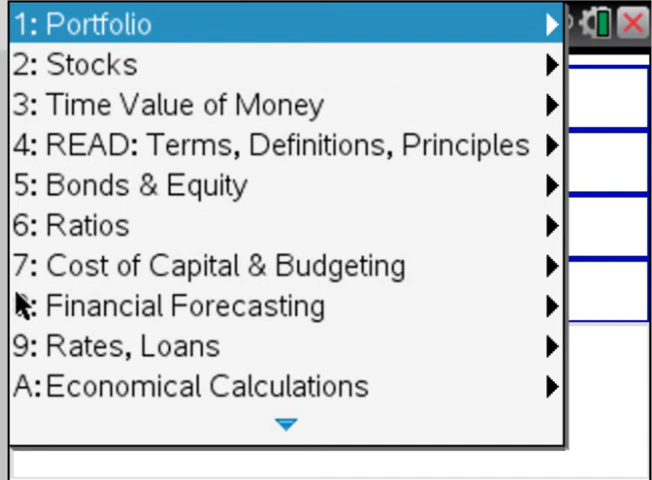 1: Portfolio
2: Stocks
3: Time Value of Money
4: READ: Terms, Definitions, Principles
5: Bonds & Equity
6: Ratios
7: Cost of Capital & Budgeting
: Financial Forecasting
9: Rates, Loans
A:Economical Calculations